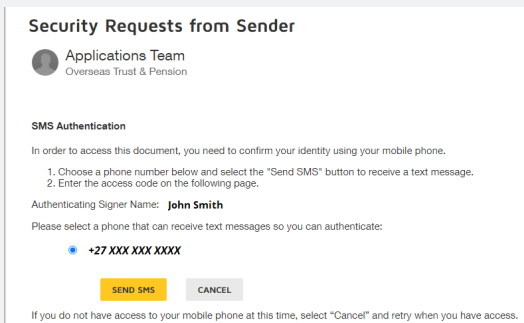 Security Requests from Sender
Applications Team
Overseas Trust & Pension
SMS Authentication
In order to access this document, you need to confirm your identity using your mobile phone.
1. Choose a phone number below and select the "Send SMS" button to receive a text message.
2. Enter the access code on the following page.
Authenticating Signer Name: John Smith
Please select a phone that can receive text messages so you can authenticate:
+27 XXX XXX XXXX
SEND SMS CANCEL
If you do not have access to your mobile phone at this time, select “Cancel” and retry when you have access.